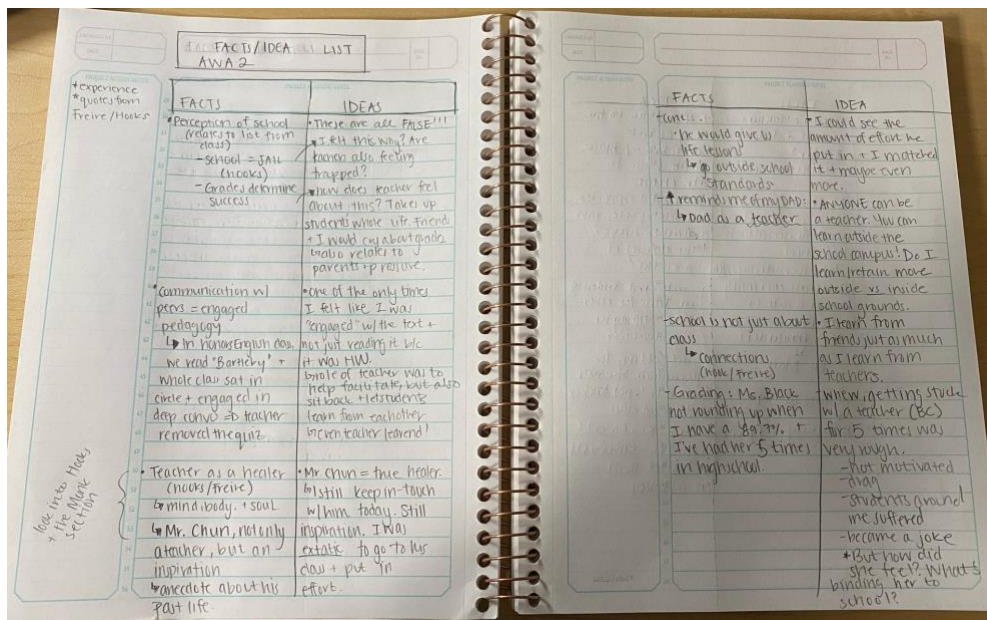 FACTS/IDEA LIST
AWA 2
*experience
*quotes from
Freire/Hooks
FACTS
•Perception of school
(relates to list from
class)
- school = JAIL
(hooks)
- Grades determine
success
•communication w/
peers = engaged
pedagogy
↳ In honors English class,
we read "Bartleby" +
whole class sat in
circle + engaged in
deep convo => teacher
removed the quiz.
look into Hooks
+ the Monk
section
Teacher as a healer
(hooks/freire)
↳ mind, body, + soul
↳ Mr. Chun, not only
a teacher, but an
inspiration
↳ anecdote about his
past life.
IDEAS
•These are all FALSE!!!
•I felt this why? Are
also feeling
trapped?
•how does teacher feel
about this? Takes up
students whole life. Friend
+ I would cry about grade
↳ also relates to
parents + pressure.
•one of the only times
I felt like I was
"engaged" w/ the text +
not just reading it b/c
it was HW.
↳ role of teacher was to
help facilitate, but also
sit back + let students
learn from eachother
↳ even teacher learend!
•Mr Chun = true healer.
↳ I still keep in-touch
w/ him today. Still
inspiration. I was
extatic to go to his
class + put in
effort.
FACTS
•he would give us
life lessons
↳ go outside school
standards
- ↑ reminds me of my DAD:
↳ Dad as a teacher
- school is not just about
class
↳ connections
(hook/freire)
- Grading: Ms. Black
not rounding up when
I have a 89.7% +
I've had her 5 times
in highschool.
IDEA
•I could see the
amount of effort he
put in + I matched
it + maybe even
more.
•ANYONE can be
a teacher. You can
learn outside the
school campus! Do I
learn/retain more
outside vs inside
school grounds.
•I learn from
friends just as much
as I learn from
teachers.
getting stuck
w/ a teacher (BC)
for 5 times was
very rough.
- not motivated
- drag
- students around
me suffered
- became a joke
*But how did
she feel? What's
binding her to
school?